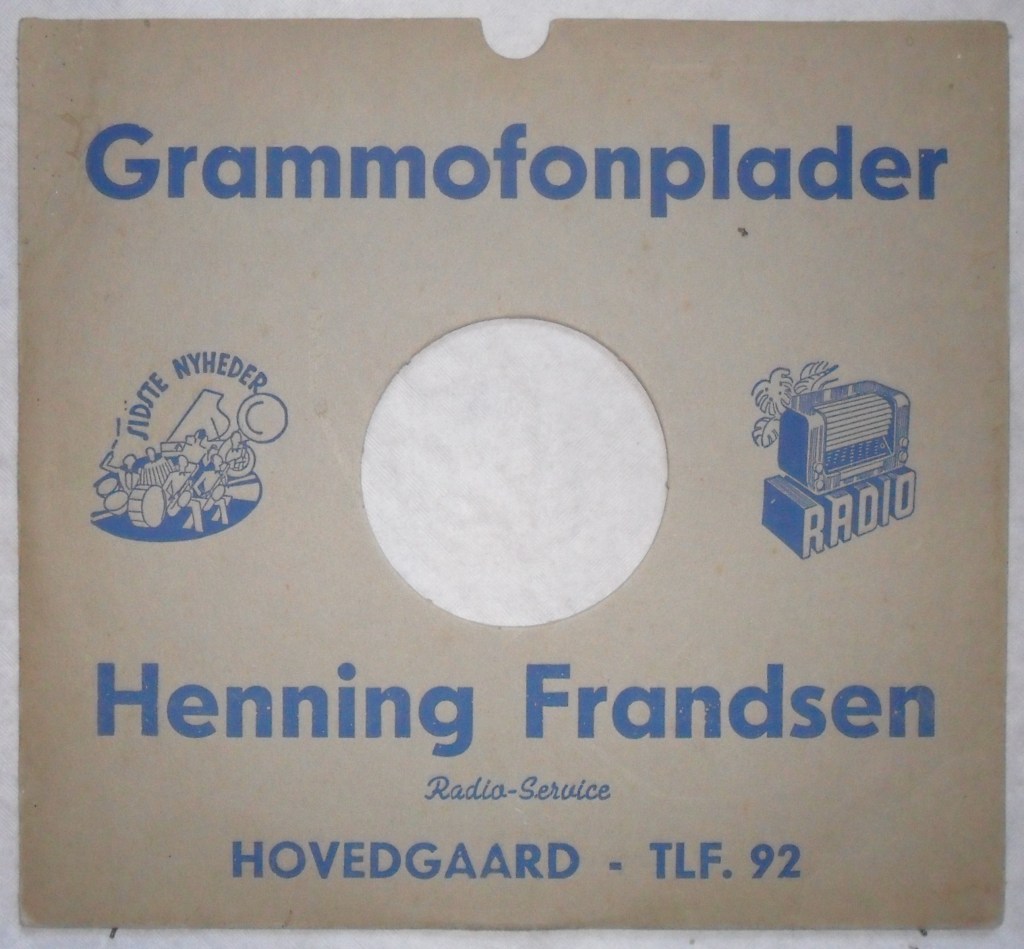 Grammofonplader
SIDSTE NYHEDER
RADIO
Henning Frandsen
Radio-Service
HOVEDGAARD - TLF. 92